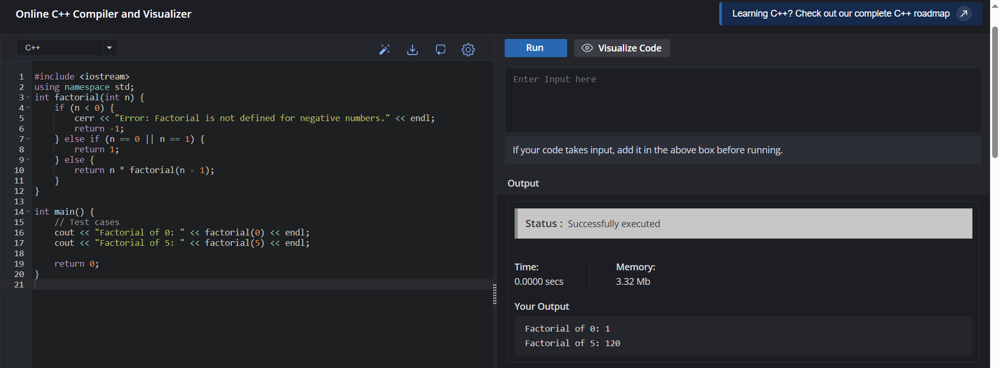 Online C++ Compiler and Visualizer
Learning C++? Check out our complete C++ roadmap
C++
Run
Visualize Code
1 #include <iostream>
2 using namespace std;
3 int factorial(int n) {
4     if (n < 0) {
5         cerr << "Error: Factorial is not defined for negative numbers." << endl;
6         return -1;
7     } else if (n == 0 || n == 1) {
8         return 1;
9     } else {
10         return n * factorial(n - 1);
11     }
12 }
13
14 int main() {
15     // Test cases
16     cout << "Factorial of 0: " << factorial(0) << endl;
17     cout << "Factorial of 5: " << factorial(5) << endl;
18
19     return 0;
20 }
21
Enter Input here
If your code takes input, add it in the above box before running.
Output
Status : Successfully executed
Time:
0.0000 secs
Memory:
3.32 Mb
Your Output
Factorial of 0: 1
Factorial of 5: 120